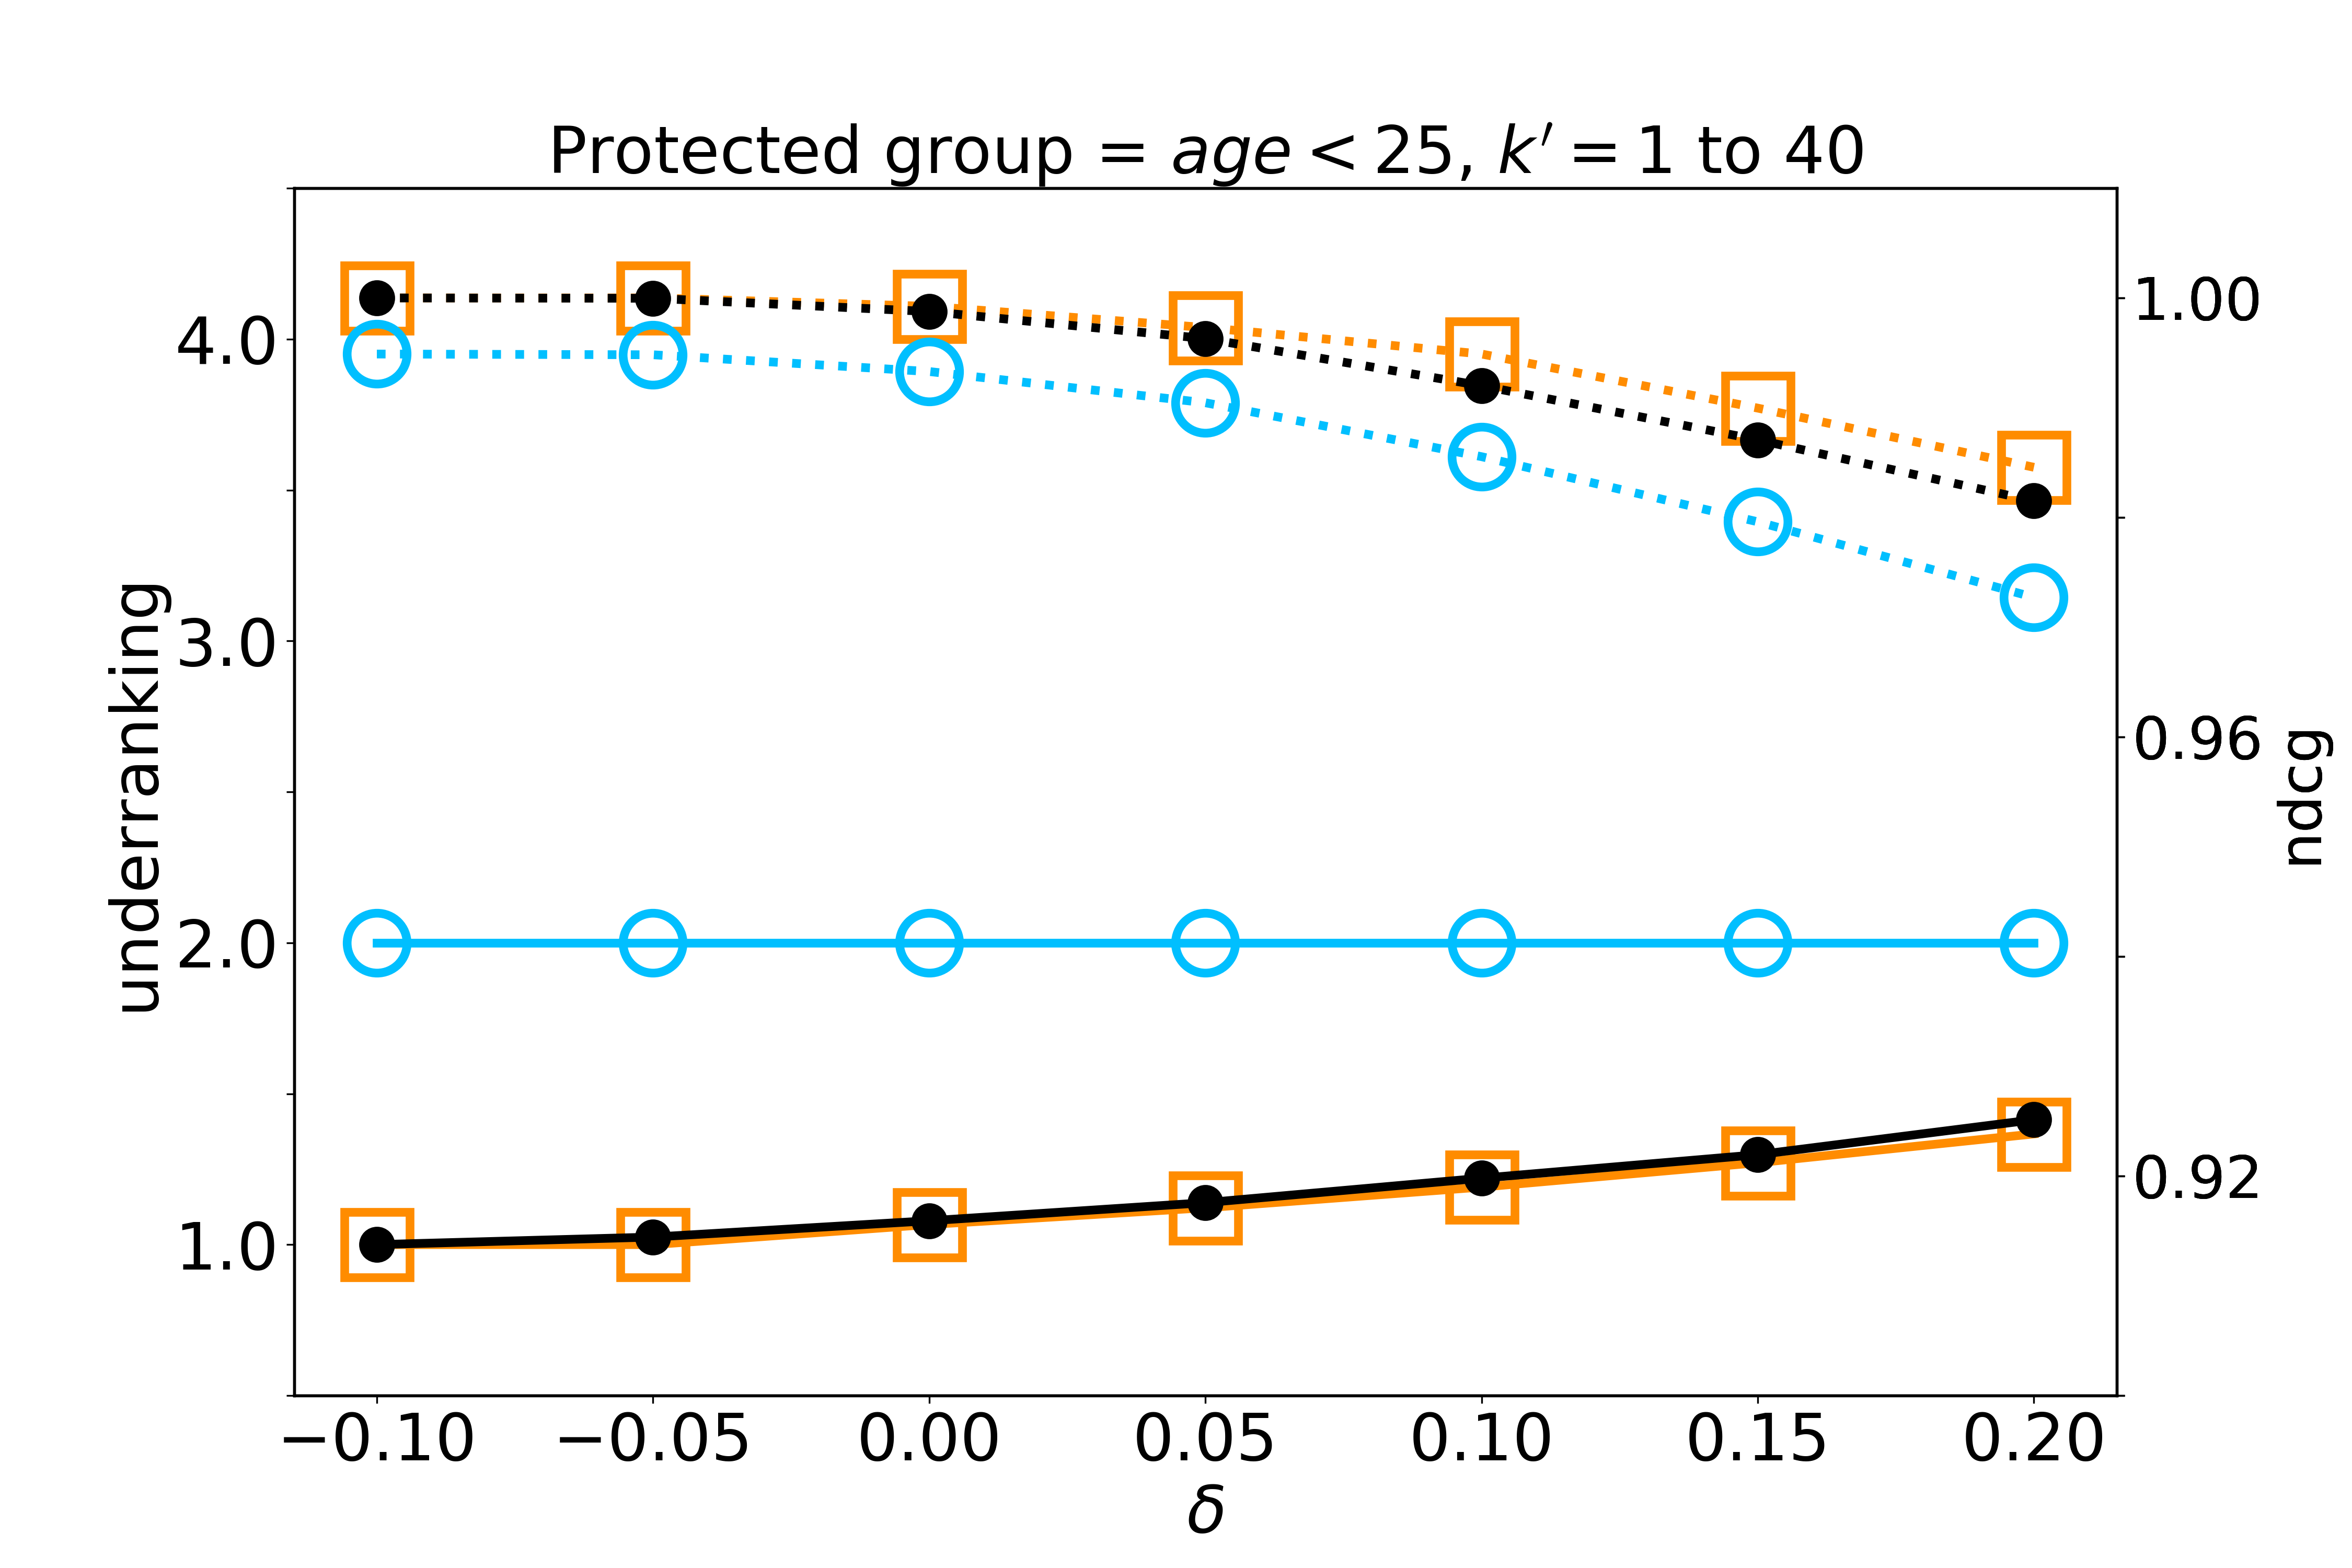 Protected group = age < 25, k′ = 1 to 40
underranking
4.0
3.0
2.0
1.0
1.00
0.96
0.92
ndcg
−0.10 −0.05 0.00 0.05 0.10 0.15 0.20
δ